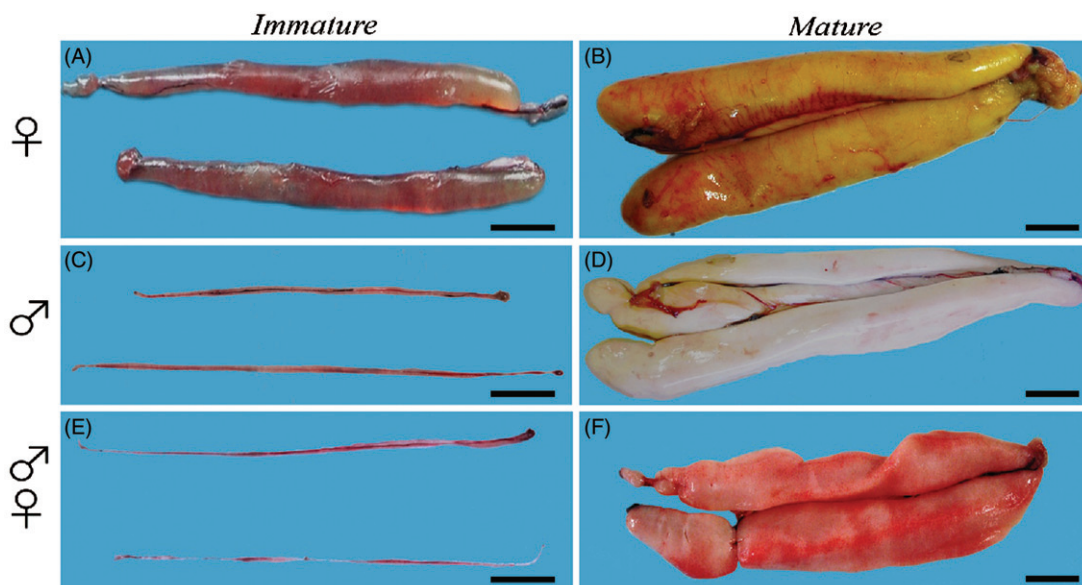 Immature Mature
(A) (B)
♀
(C) (D)
♂
(E) (F)
♂
♀